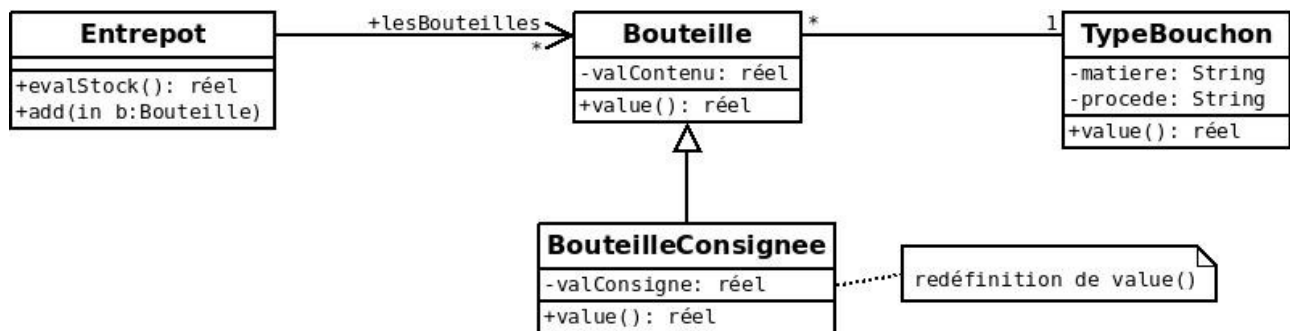 Entrepot
+evalStock(): réel
+add(in b:Bouteille)
+lesBouteilles
*
Bouteille
-valContenu: réel
+value(): réel
*
1
TypeBouchon
-matiere: String
-procede: String
+value(): réel
BouteilleConsignee
-valConsigne: réel
+value(): réel
redéfinition de value()